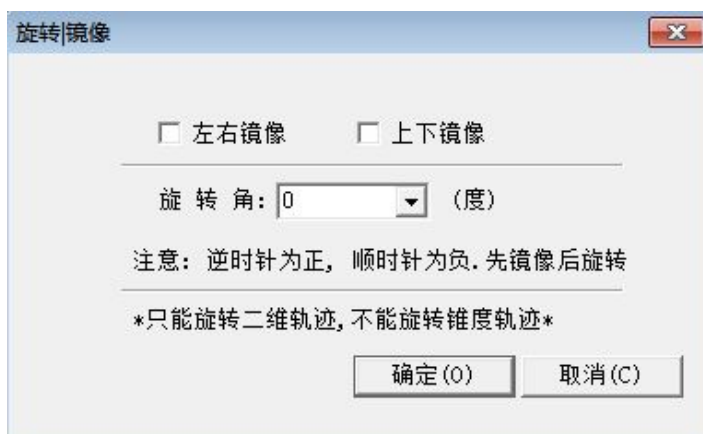 旋转|镜像
左右镜像 上下镜像
旋 转 角: 0 (度)
注意: 逆时针为正, 顺时针为负.先镜像后旋转
*只能旋转二维轨迹,不能旋转锥度轨迹*
确定(O) 取消(C)